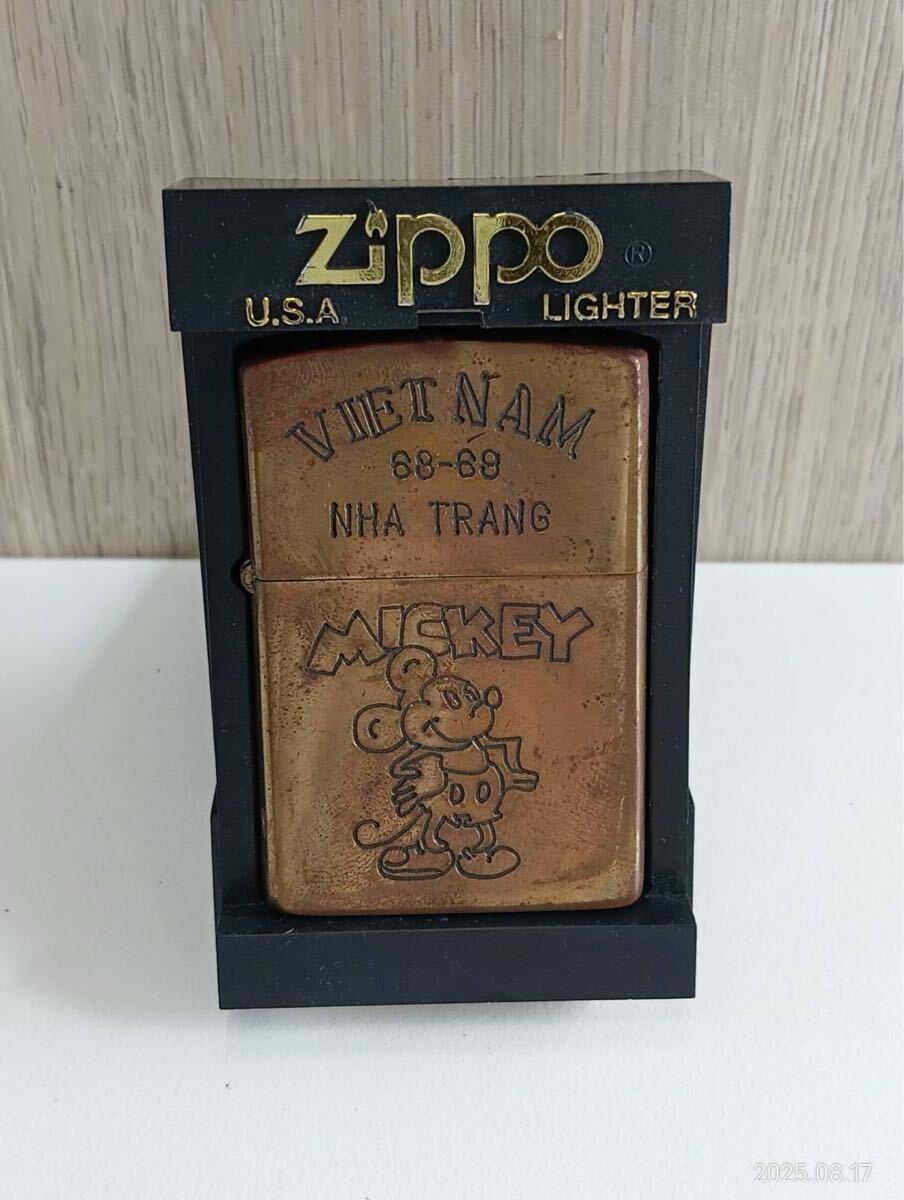 Zippo ®
U.S.A LIGHTER
VIETNAM
68-69
NHA TRANG
MICKEY
2025.08.17